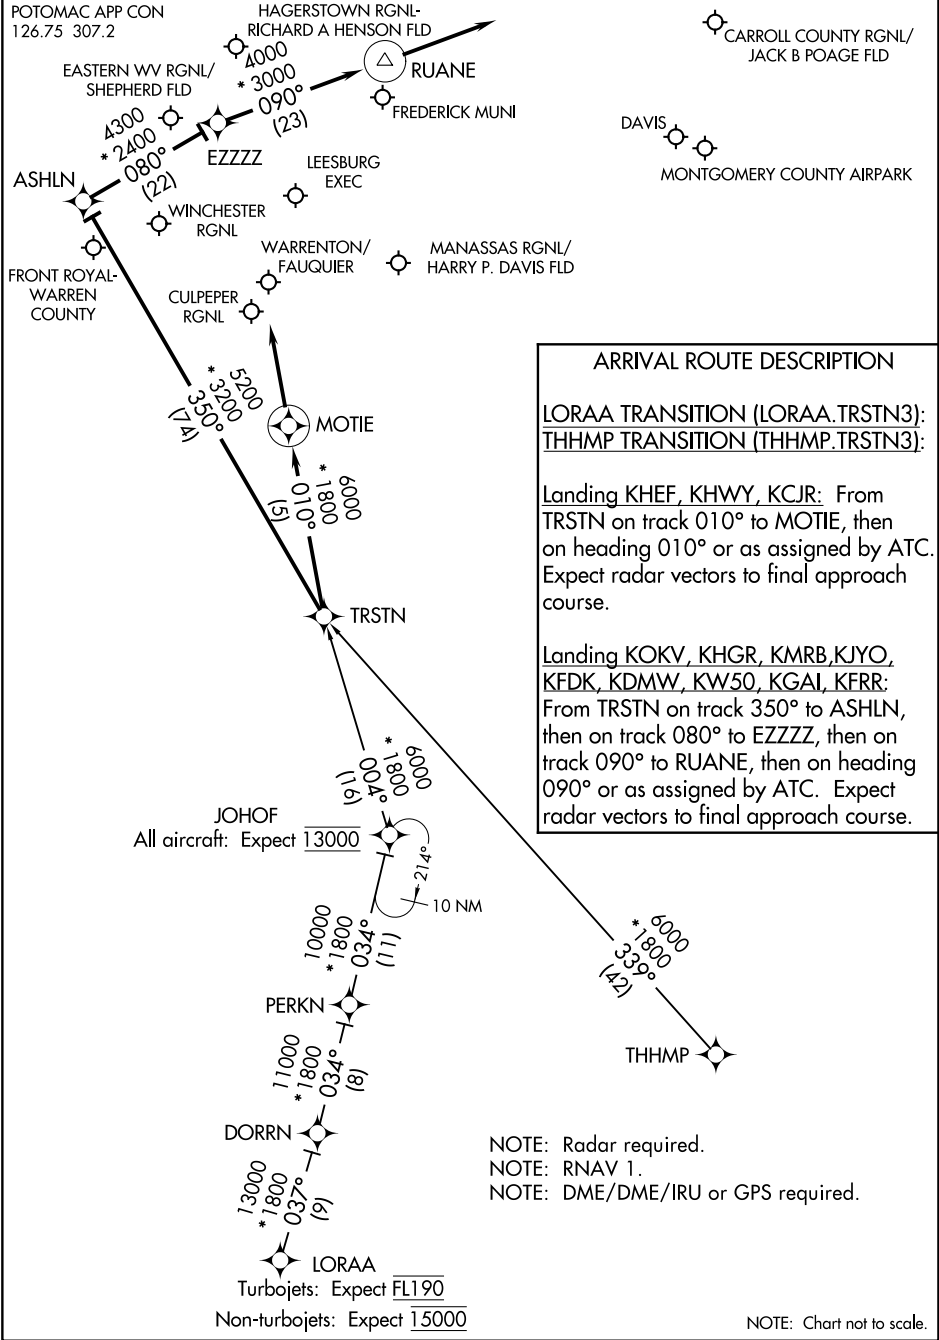 POTOMAC APP CON
126.75 307.2
HAGERSTOWN RGNL-
RICHARD A HENSON FLD
CARROLL COUNTY RGNL/
JACK B POAGE FLD
EASTERN WV RGNL/
SHEPHERD FLD
4000
* 3000
090°
(23)
RUANE
FREDERICK MUNI
4300
* 2400
080°
(22)
EZZZZ
DAVIS
MONTGOMERY COUNTY AIRPARK
ASHLN
LEESBURG
EXEC
WINCHESTER
RGNL
WARRENTON/
FAUQUIER
MANASSAS RGNL/
HARRY P. DAVIS FLD
FRONT ROYAL-
WARREN
COUNTY
CULPEPER
RGNL
5200
* 3200
350°
(74)
MOTIE
6000
* 1800
010°
(5)
TRSTN
ARRIVAL ROUTE DESCRIPTION
LORAA TRANSITION (LORAA.TRSTN3):
THHMP TRANSITION (THHMP.TRSTN3):
Landing KHEF, KHWY, KCJR: From
TRSTN on track 010° to MOTIE, then
on heading 010° or as assigned by ATC.
Expect radar vectors to final approach
course.
Landing KOKV, KHGR, KMRB,KJYO,
KFDK, KDMW, KW50, KGAI, KFRR:
From TRSTN on track 350° to ASHLN,
then on track 080° to EZZZZ, then on
track 090° to RUANE, then on heading
090° or as assigned by ATC. Expect
radar vectors to final approach course.
6000
* 1800
004°
(16)
JOHOF
All aircraft: Expect 13000
214°
10 NM
10000
* 1800
034°
(11)
6000
*1800
339°
(42)
PERKN
THHMP
11000
* 1800
034°
(8)
DORRN
13000
* 1800
037°
(9)
LORAA
Turbojets: Expect FL190
Non-turbojets: Expect 15000
NOTE: Radar required.
NOTE: RNAV 1.
NOTE: DME/DME/IRU or GPS required.
NOTE: Chart not to scale.